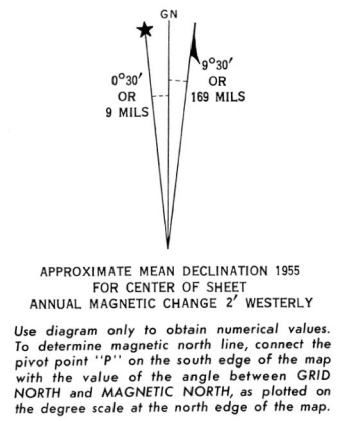 GN
0°30′
OR
9 MILS
9°30′
OR
169 MILS
APPROXIMATE MEAN DECLINATION 1955
FOR CENTER OF SHEET
ANNUAL MAGNETIC CHANGE 2′ WESTERLY
Use diagram only to obtain numerical values.
To determine magnetic north line, connect the
pivot point "P" on the south edge of the map
with the value of the angle between GRID
NORTH and MAGNETIC NORTH, as plotted on
the degree scale at the north edge of the map.